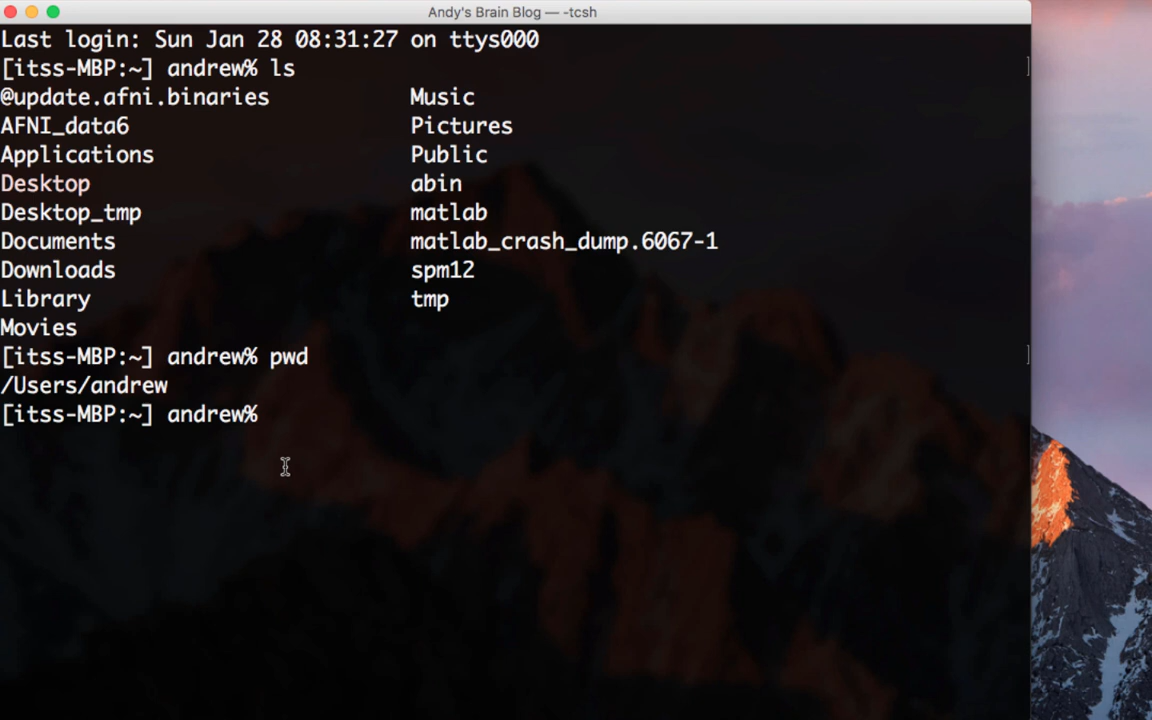 Andy's Brain Blog — -tcsh
Last login: Sun Jan 28 08:31:27 on ttys000
[itss-MBP:~] andrew% ls
@update.afni.binaries Music
AFNI_data6 Pictures
Applications Public
Desktop abin
Desktop_tmp matlab
Documents matlab_crash_dump.6067-1
Downloads spm12
Library tmp
Movies
[itss-MBP:~] andrew% pwd
/Users/andrew
[itss-MBP:~] andrew%